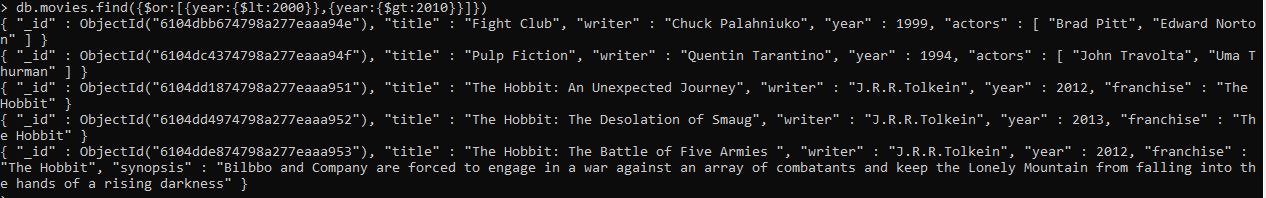 > db.movies.find({$or:[{year:{$lt:2000}},{year:{$gt:2010}}]})
{ "_id" : ObjectId("6104dbb674798a277eaaa94e"), "title" : "Fight Club", "writer" : "Chuck Palahniuko", "year" : 1999, "actors" : [ "Brad Pitt", "Edward Norto
n" ] }
{ "_id" : ObjectId("6104dc4374798a277eaaa94f"), "title" : "Pulp Fiction", "writer" : "Quentin Tarantino", "year" : 1994, "actors" : [ "John Travolta", "Uma T
hurman" ] }
{ "_id" : ObjectId("6104dd1874798a277eaaa951"), "title" : "The Hobbit: An Unexpected Journey", "writer" : "J.R.R.Tolkein", "year" : 2012, "franchise" : "The
Hobbit" }
{ "_id" : ObjectId("6104dd4974798a277eaaa952"), "title" : "The Hobbit: The Desolation of Smaug", "writer" : "J.R.R.Tolkein", "year" : 2013, "franchise" : "Th
e Hobbit" }
{ "_id" : ObjectId("6104dde874798a277eaaa953"), "title" : "The Hobbit: The Battle of Five Armies ", "writer" : "J.R.R.Tolkein", "year" : 2012, "franchise" :
"The Hobbit", "synopsis" : "Bilbbo and Company are forced to engage in a war against an array of combatants and keep the Lonely Mountain from falling into th
e hands of a rising darkness" }